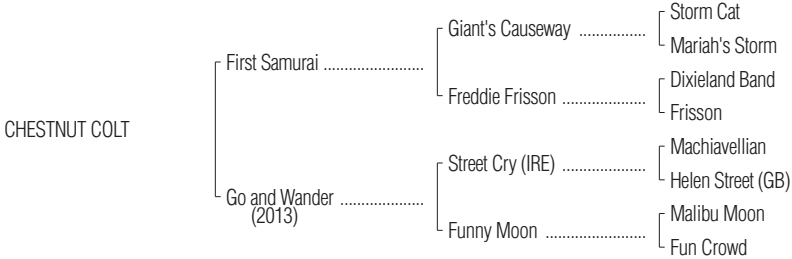 CHESTNUT COLT
First Samurai ........................
Go and Wander ....................
(2013)
Giant's Causeway ................
Freddie Frisson ....................
Street Cry (IRE) ....................
Funny Moon ........................
Storm Cat
Mariah's Storm
Dixieland Band
Frisson
Machiavellian
Helen Street (GB)
Malibu Moon
Fun Crowd